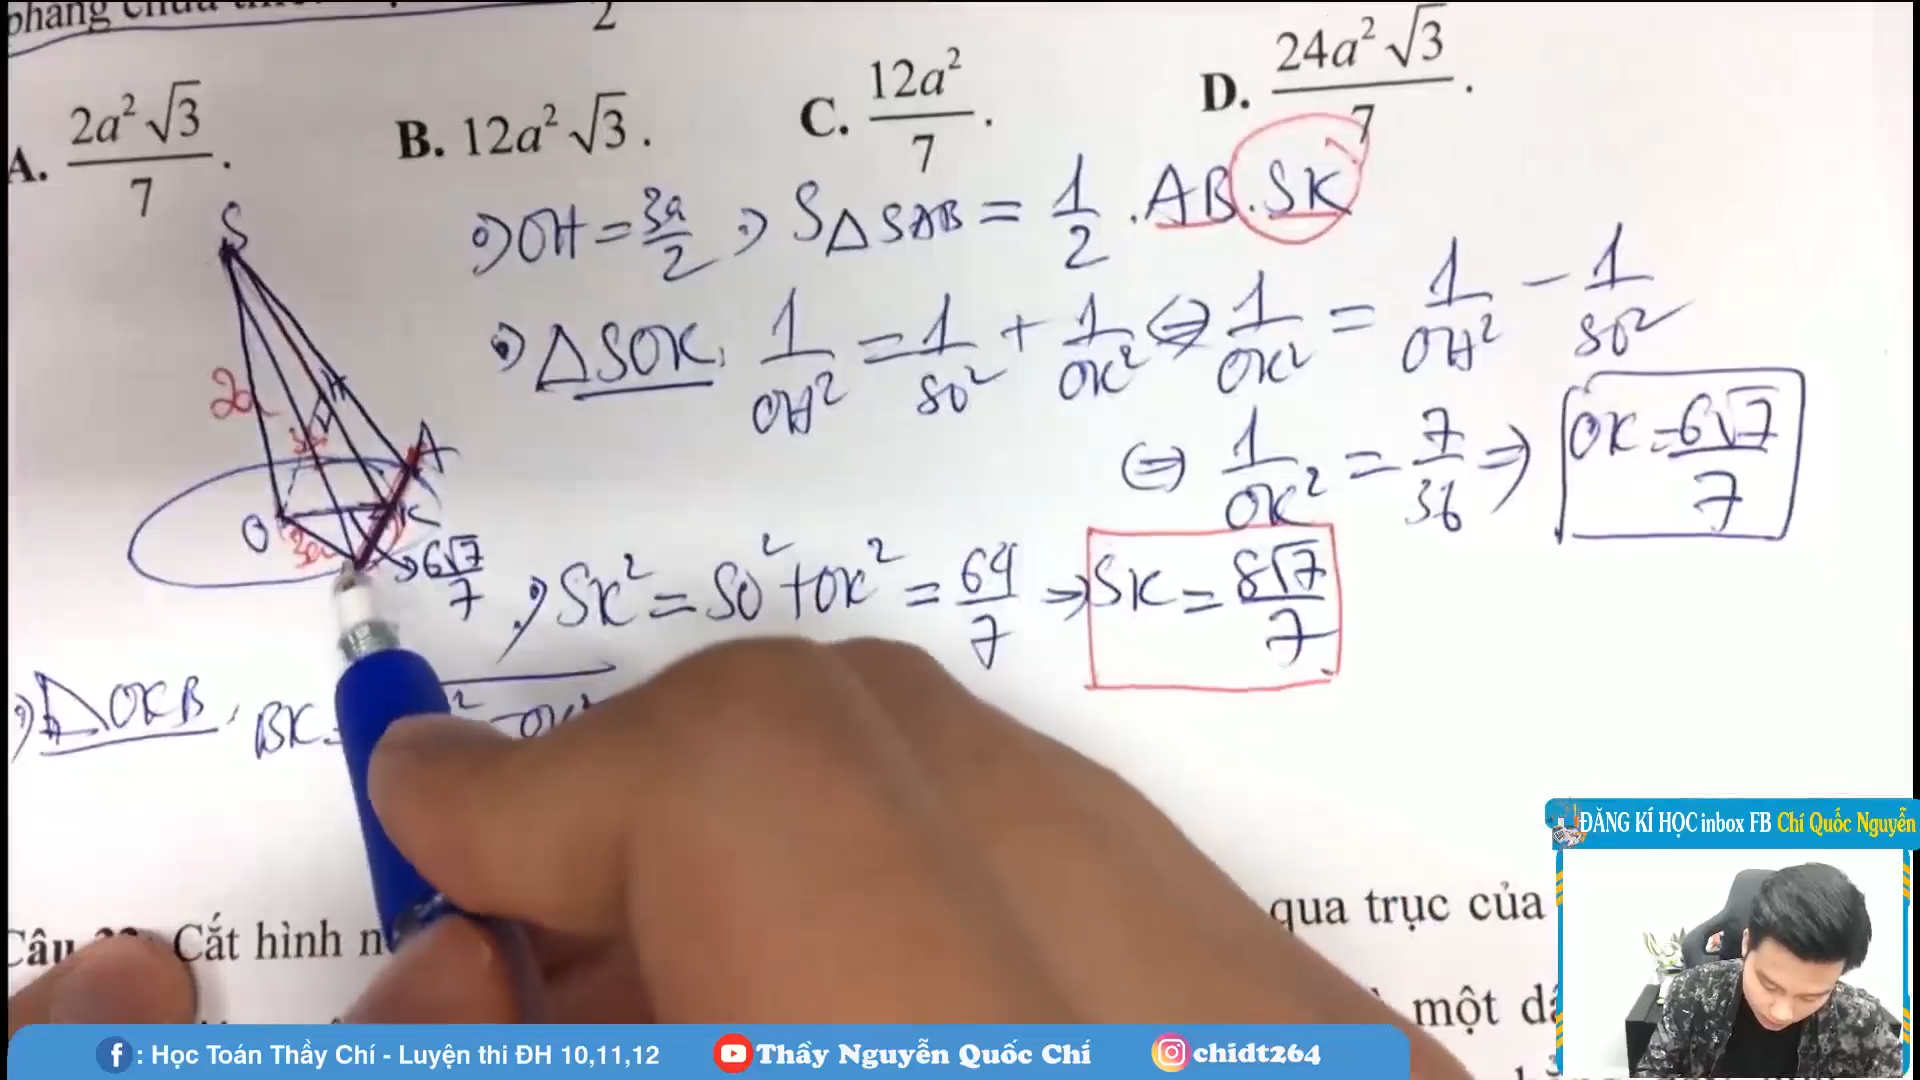 phẳng chứa 2
A. 2a²√3/7. B. 12a²√3. C. 12a²/7. D. 24a²√3/7.
S
OH = 3a/2 S△SAB = 1/2 . AB . SK
△SOK, 1/OH² = 1/SO² + 1/OK² ⇔ 1/OK² = 1/OH² − 1/SO²
2a H
A
⇔ 1/OK² = 7/36 ⇒ OK = 6√7/7
O 3a K
6√7/7 SK² = SO² + OK² = 64/7 ⇒ SK = 8√7/7
△OKB, BK =
ĐĂNG KÍ HỌC inbox FB Chí Quốc Nguyễn
Cắt hình qua trục của
một
f : Học Toán Thầy Chí - Luyện thi ĐH 10,11,12 Thầy Nguyễn Quốc Chí chidt264